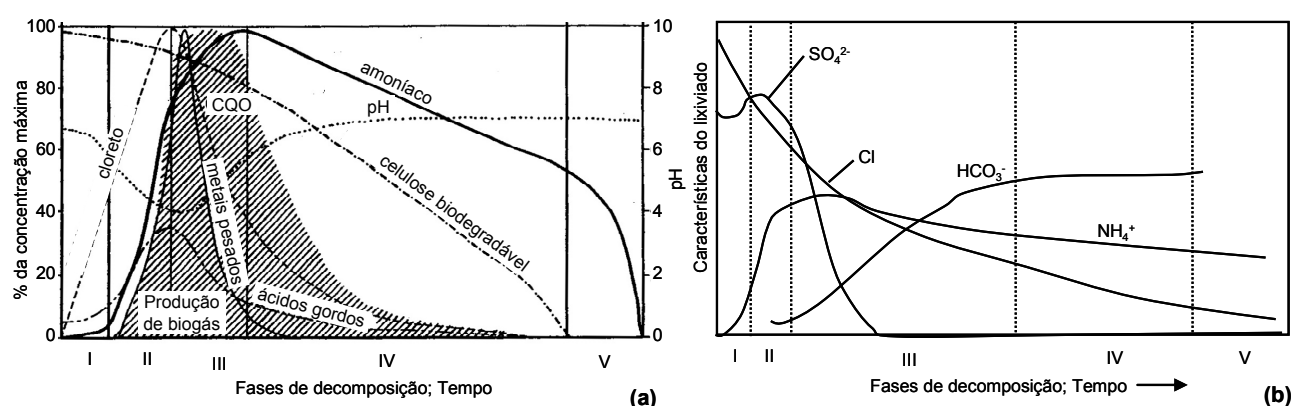 % da concentração máxima
100
80
60
40
20
0
10
8
6
4
2
0
pH
cloreto
CQO
amoníaco
pH
metais pesados
celulose biodegradável
ácidos gordos
Produção
de biogás
I II III IV V
Fases de decomposição; Tempo
(a)
Características do lixiviado
SO₄²⁻
Cl
HCO₃⁻
NH₄⁺
I II III IV V
Fases de decomposição; Tempo
(b)